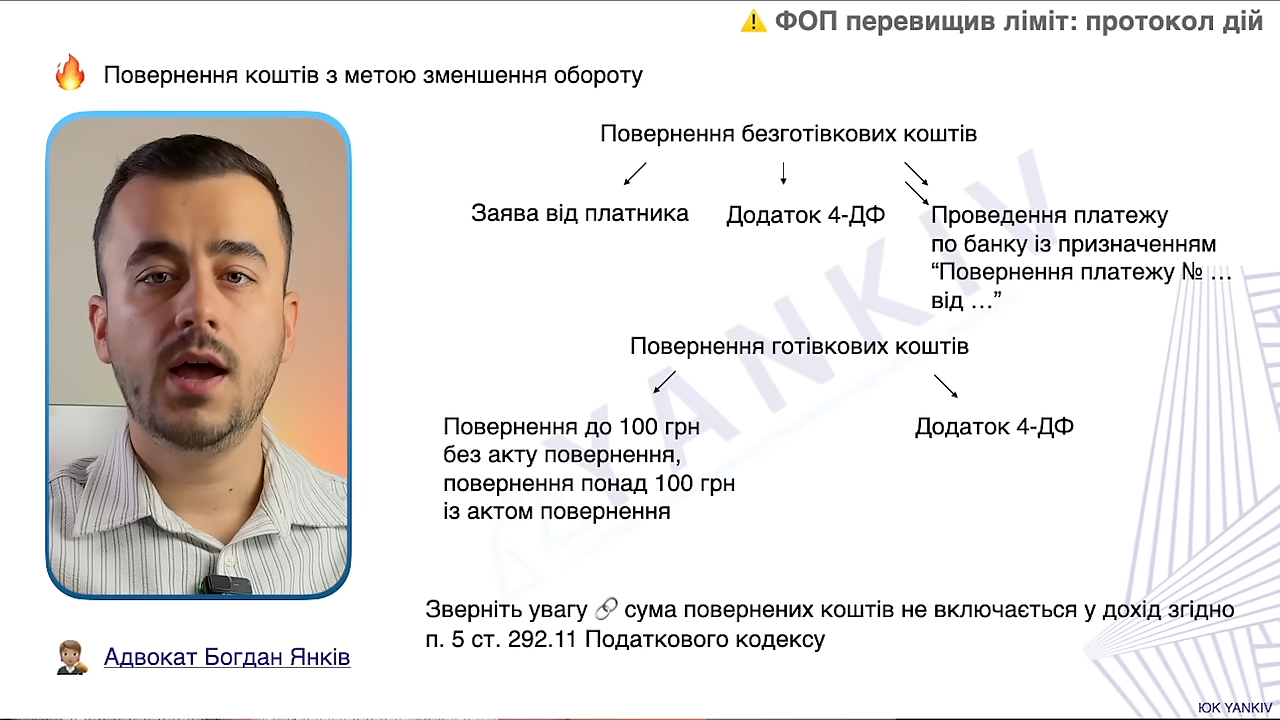 ФОП перевищив ліміт: протокол дій
Повернення коштів з метою зменшення обороту
Повернення безготівкових коштів
Заява від платника
Додаток 4-ДФ
Проведення платежу
по банку із призначенням
“Повернення платежу № …
від …”
Повернення готівкових коштів
Повернення до 100 грн
без акту повернення,
повернення понад 100 грн
із актом повернення
Додаток 4-ДФ
Зверніть увагу 🔗 сума повернених коштів не включається у дохід згідно
п. 5 ст. 292.11 Податкового кодексу
Адвокат Богдан Янків
YANKIV
ЮК YANKIV